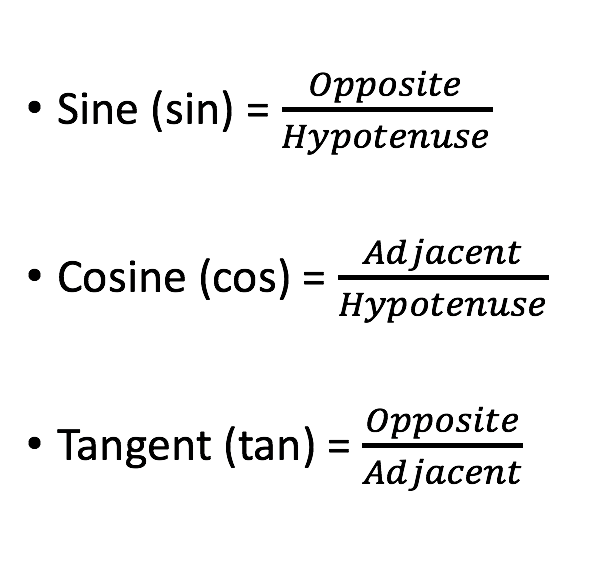 • Sine (sin) = Opposite/Hypotenuse
• Cosine (cos) = Adjacent/Hypotenuse
• Tangent (tan) = Opposite/Adjacent